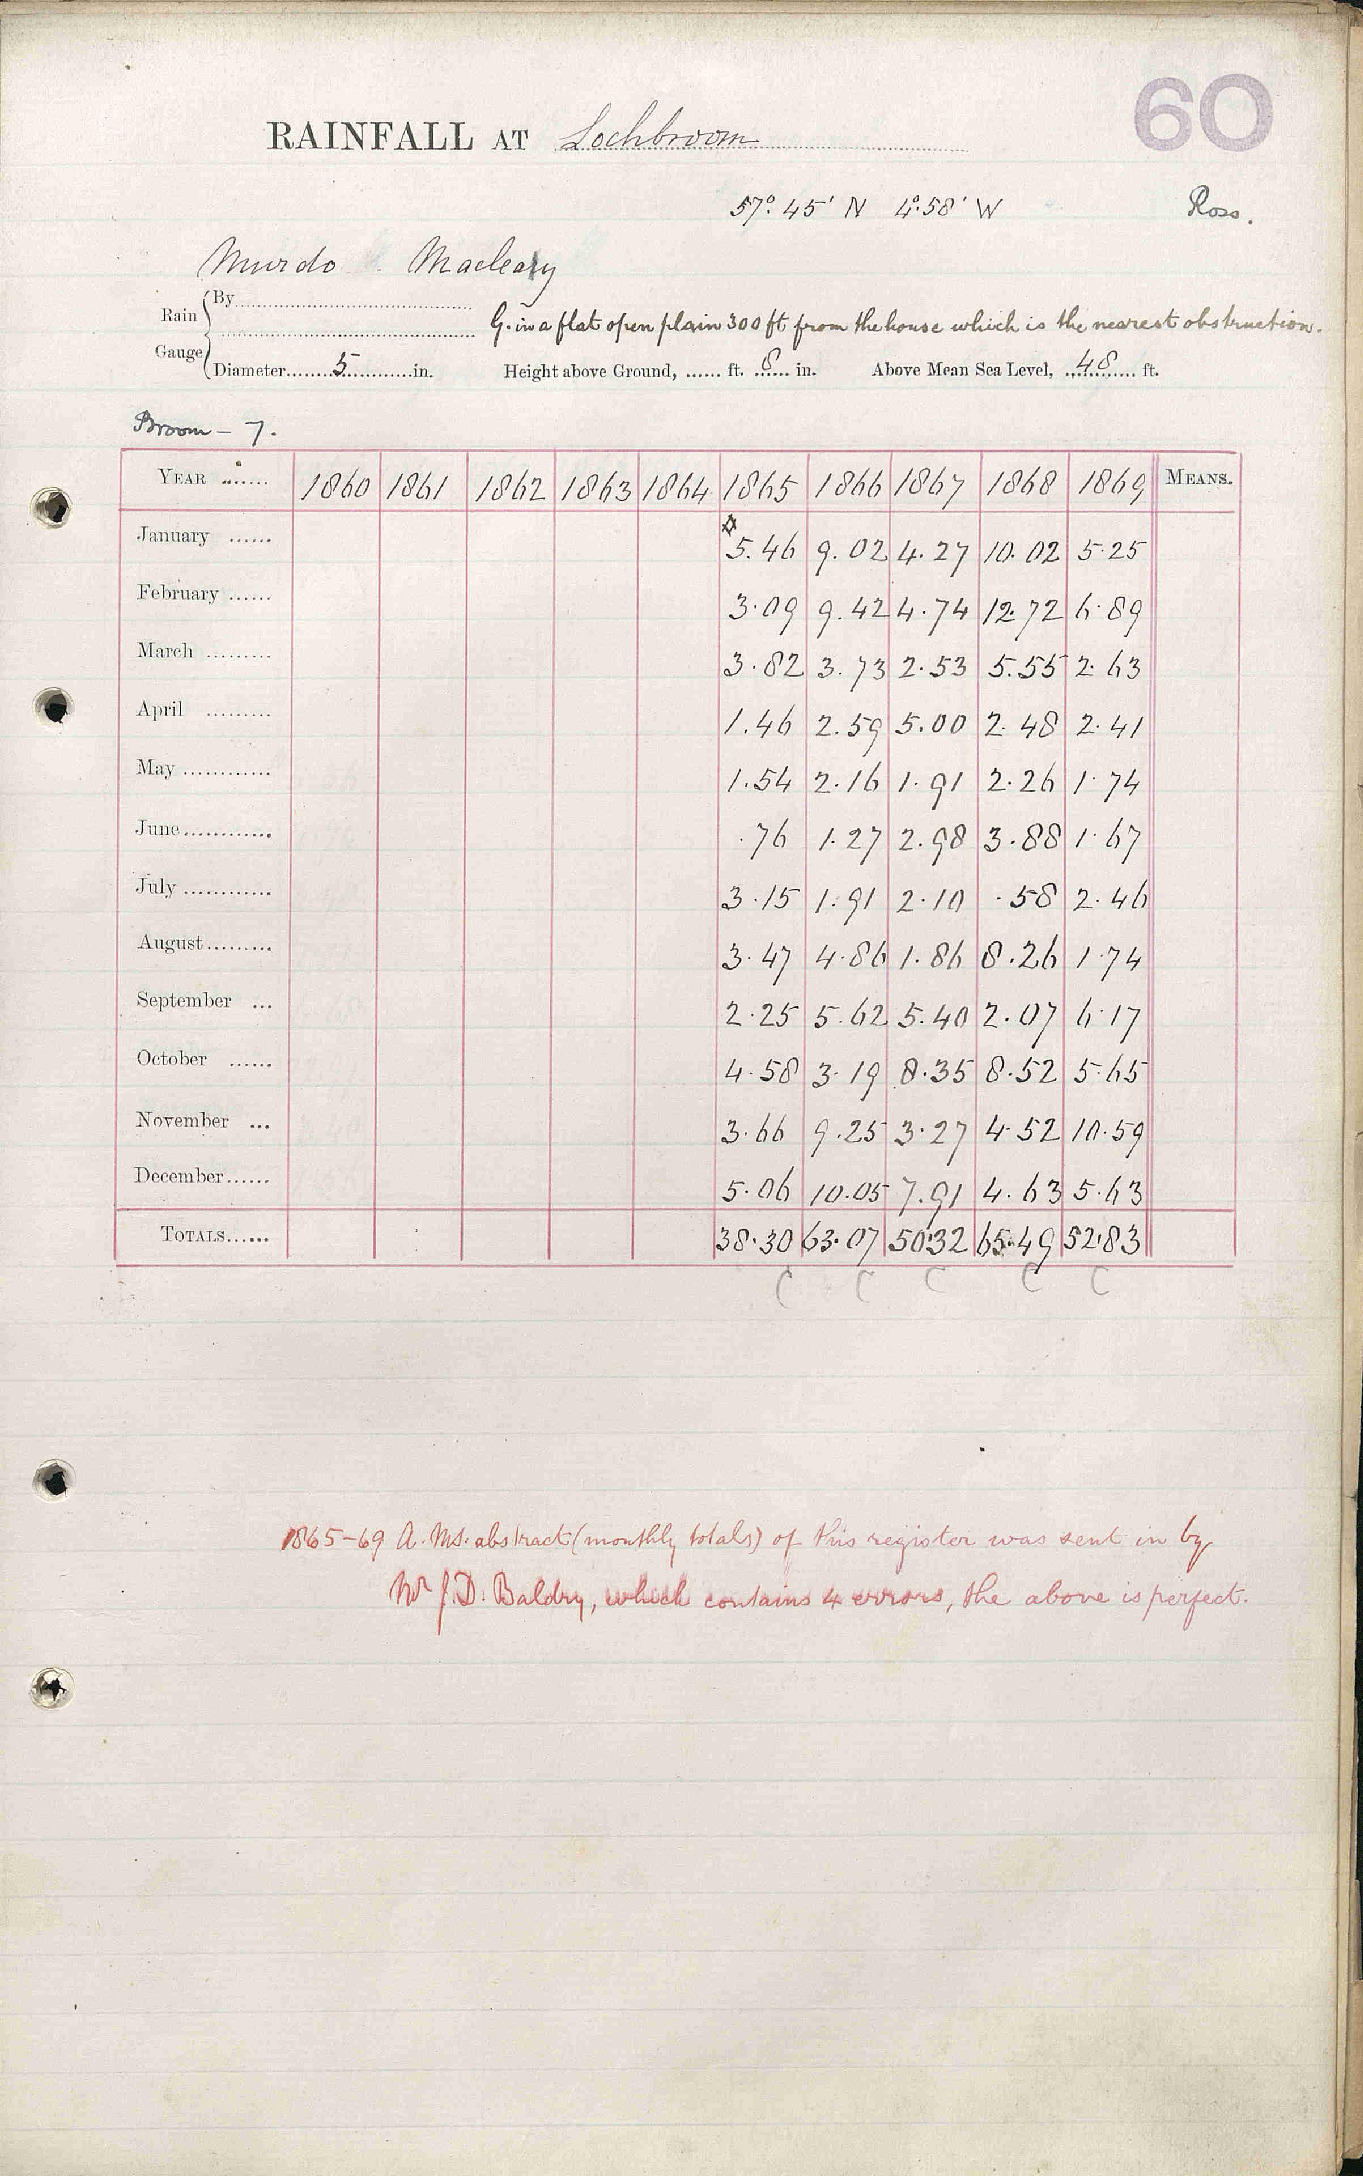 60
RAINFALL AT Lochbroom
57°.45' N 4°.58' W Ross.
Murdo
By
Rain
Gauge
G. in a flat open plain 300 ft from the house which is the nearest obstruction.
Diameter 5 in. Height above Ground, ...... ft. 8 in. Above Mean Sea Level, 48 ft.
Broom - 7.
YEAR 1860 1861 1862 1863 1864 1865 1866 1867 1868 1869 MEANS.
January 5.46 9.02 4.27 10.02 5.25
February 3.09 9.42 4.74 12.72 6.89
March 3.82 3.73 2.53 5.55 2.63
April 1.46 2.59 5.00 2.48 2.41
May 1.54 2.16 1.91 2.26 1.74
June .76 1.27 2.98 3.88 1.67
July 3.15 1.91 2.10 .58 2.46
August 3.47 4.86 1.86 8.26 1.74
September 2.25 5.62 5.40 2.07 6.17
October 4.58 3.19 8.35 8.52 5.65
November 3.66 9.25 3.27 4.52 10.59
December 5.06 10.05 7.91 4.63 5.63
TOTALS 38.30 63.07 50.32 65.49 52.83
C C C C C
1865-69 A. Ms. abstract (monthly totals) of this register was sent in by
Mr J.D. Baldry, which contains 4 errors, the above is perfect.